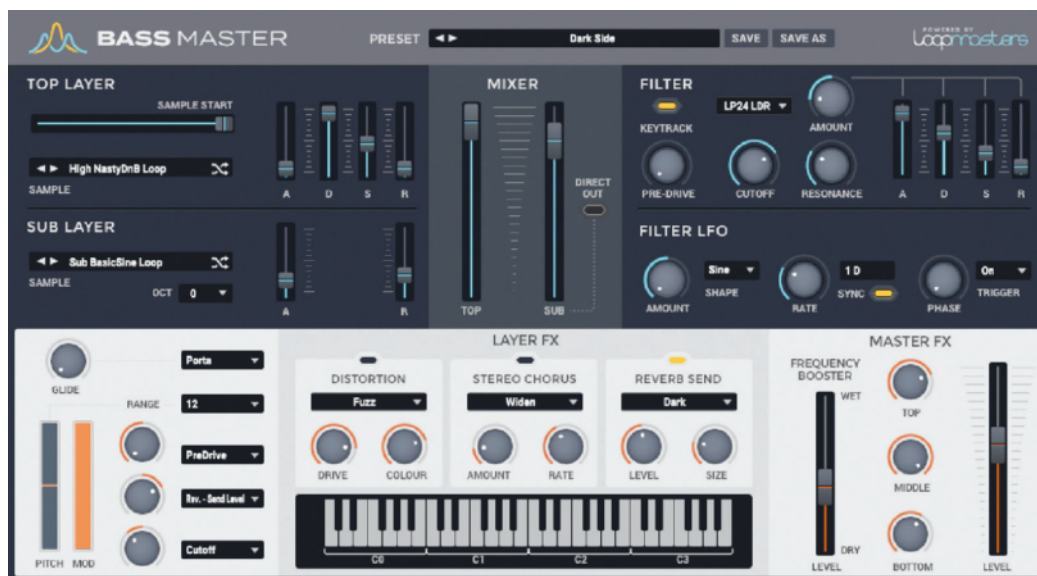 BASS MASTER
PRESET
◄ ►
Dark Side
SAVE
SAVE AS
POWERED BY
Loopmasters
TOP LAYER
SAMPLE START
◄ ► High NastyDnB Loop
SAMPLE
A D S R
SUB LAYER
◄ ► Sub BasicSine Loop
SAMPLE
OCT 0
A R
MIXER
DIRECT
OUT
TOP SUB
FILTER
KEYTRACK
LP24 LDR
AMOUNT
PRE-DRIVE CUTOFF RESONANCE
A D S R
FILTER LFO
AMOUNT
Sine
SHAPE
RATE
1 D
SYNC
PHASE
On
TRIGGER
GLIDE
Porta
RANGE
12
PreDrive
Rev. - Send Level
Cutoff
PITCH MOD
LAYER FX
DISTORTION
Fuzz
DRIVE COLOUR
STEREO CHORUS
Widen
AMOUNT RATE
REVERB SEND
Dark
LEVEL SIZE
C0 C1 C2 C3
MASTER FX
FREQUENCY
BOOSTER
WET
DRY
LEVEL
TOP
MIDDLE
BOTTOM
LEVEL